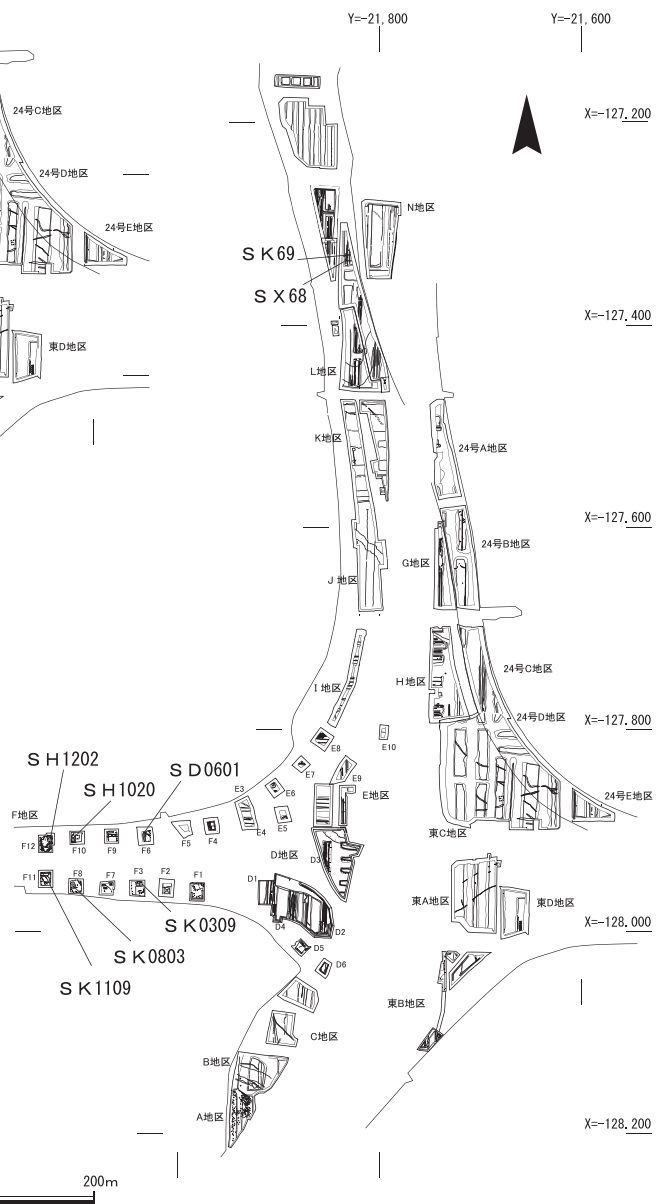 Y=-21,800
Y=-21,600
X=-127.200
24号C地区
24号D地区
N地区
24号E地区
SK69
SX68
X=-127.400
東D地区
L地区
K地区
24号A地区
X=-127.600
24号B地区
G地区
J地区
24号C地区
H地区
I地区
24号D地区
X=-127.800
E10
E8
SH1202
SH1020
SD0601
E7
E9
E6
E3
24号E地区
E地区
F地区
E4
E5
東C地区
F12
F10
F9
F6
F5
F4
D地区
D3
F11
F8
F7
F3
F2
F1
D1
東A地区
東D地区
SK0309
D4
D2
X=-128.000
SK0803
D5
D6
SK1109
東B地区
C地区
B地区
A地区
X=-128.200
200m